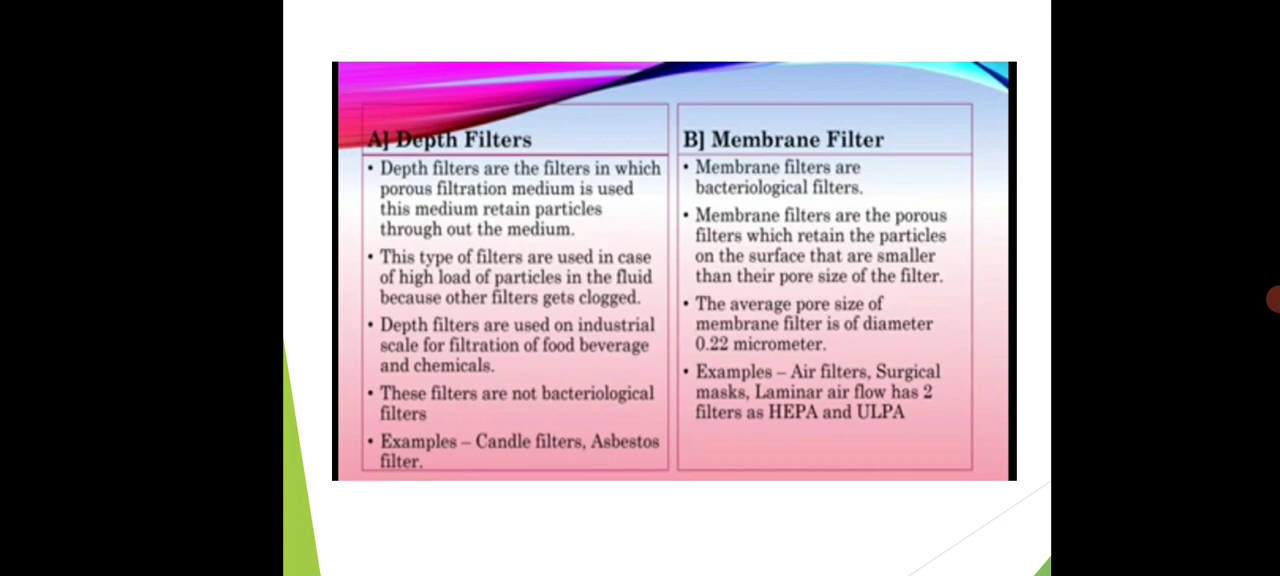 A] Depth Filters
• Depth filters are the filters in which
porous filtration medium is used
this medium retain particles
through out the medium.
• This type of filters are used in case
of high load of particles in the fluid
because other filters gets clogged.
• Depth filters are used on industrial
scale for filtration of food beverage
and chemicals.
• These filters are not bacteriological
filters
• Examples – Candle filters, Asbestos
filter.
B] Membrane Filter
• Membrane filters are
bacteriological filters.
• Membrane filters are the porous
filters which retain the particles
on the surface that are smaller
than their pore size of the filter.
• The average pore size of
membrane filter is of diameter
0.22 micrometer.
• Examples – Air filters, Surgical
masks, Laminar air flow has 2
filters as HEPA and ULPA